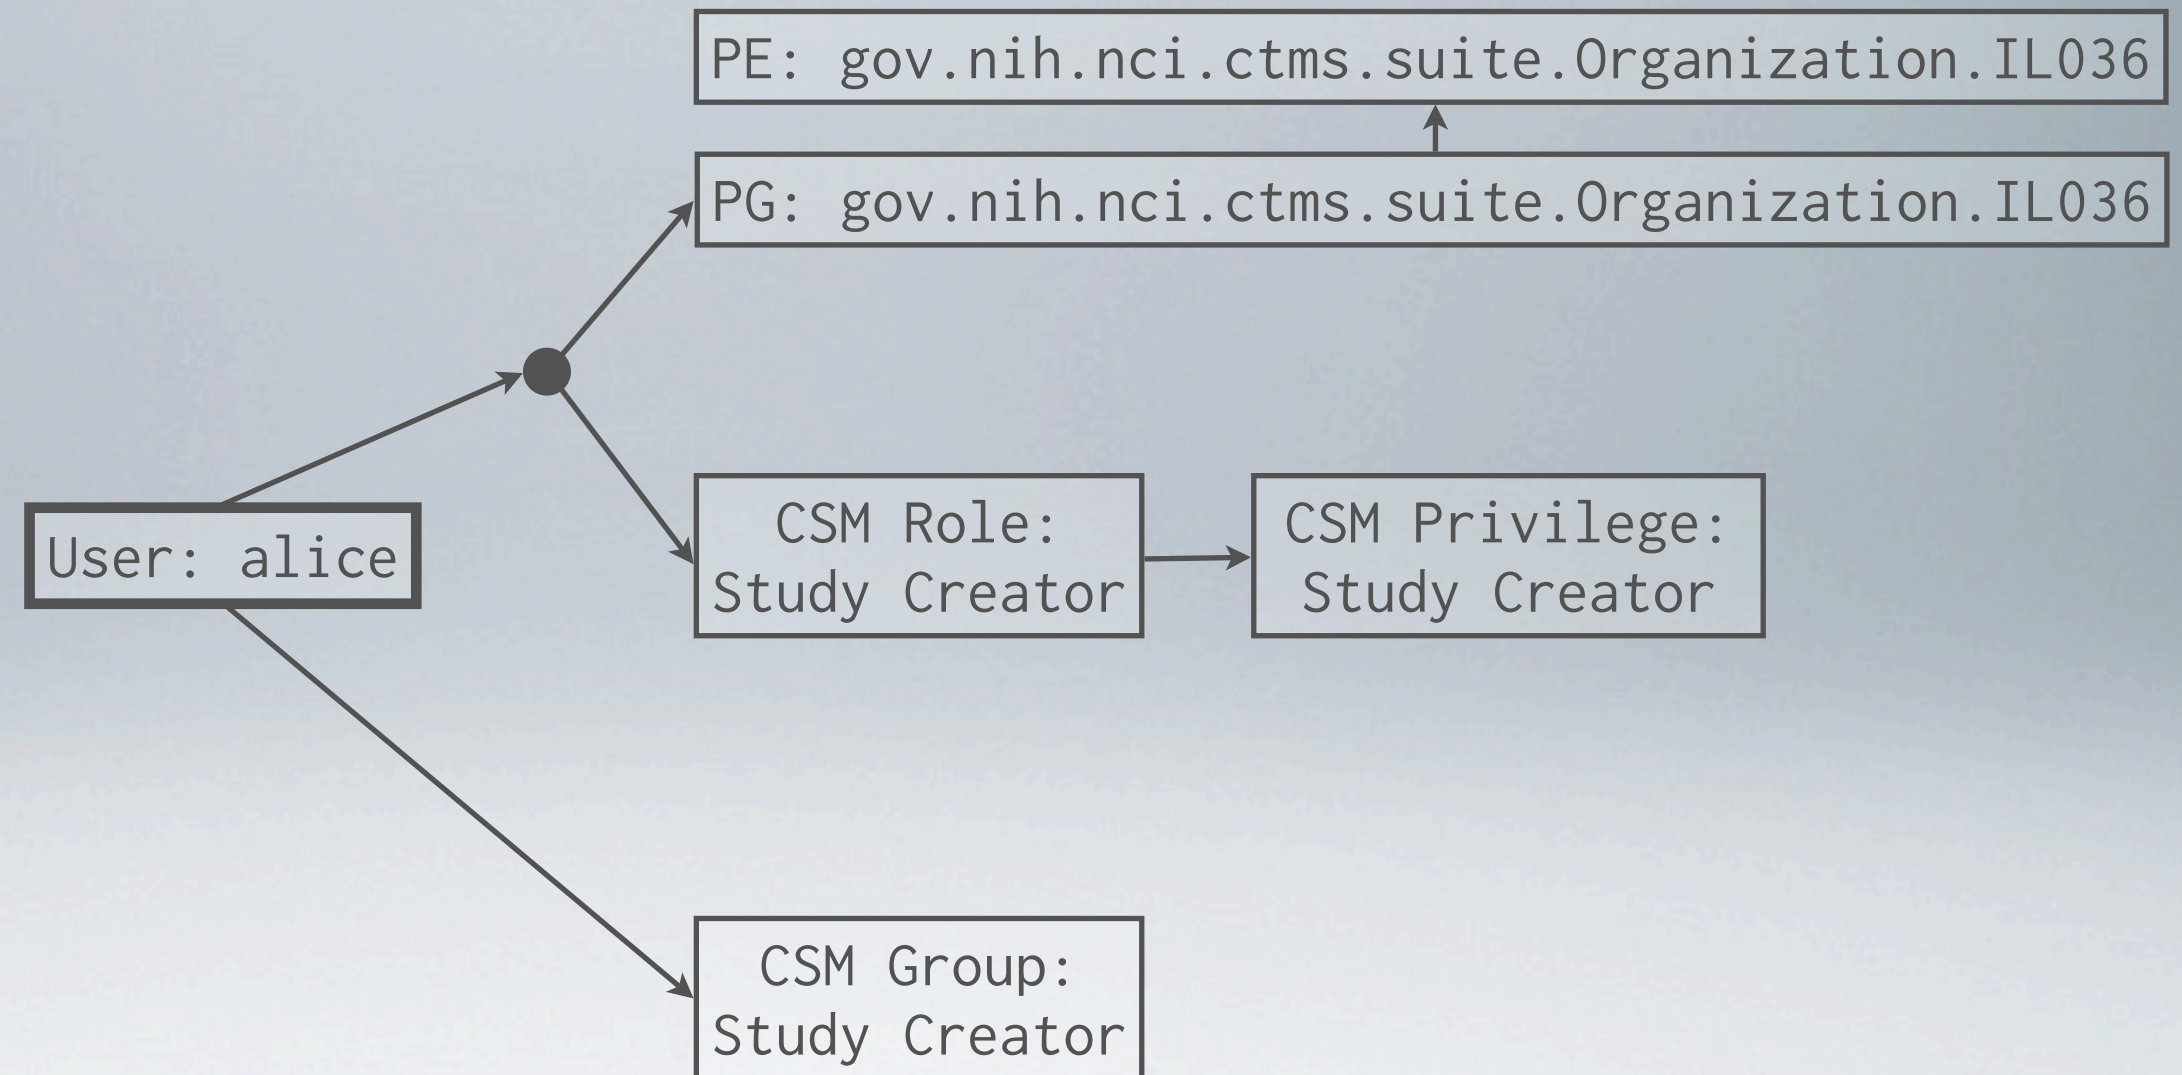 PE: gov.nih.nci.ctms.suite.Organization.IL036
PG: gov.nih.nci.ctms.suite.Organization.IL036
User: alice
CSM Role:
Study Creator
CSM Privilege:
Study Creator
CSM Group:
Study Creator